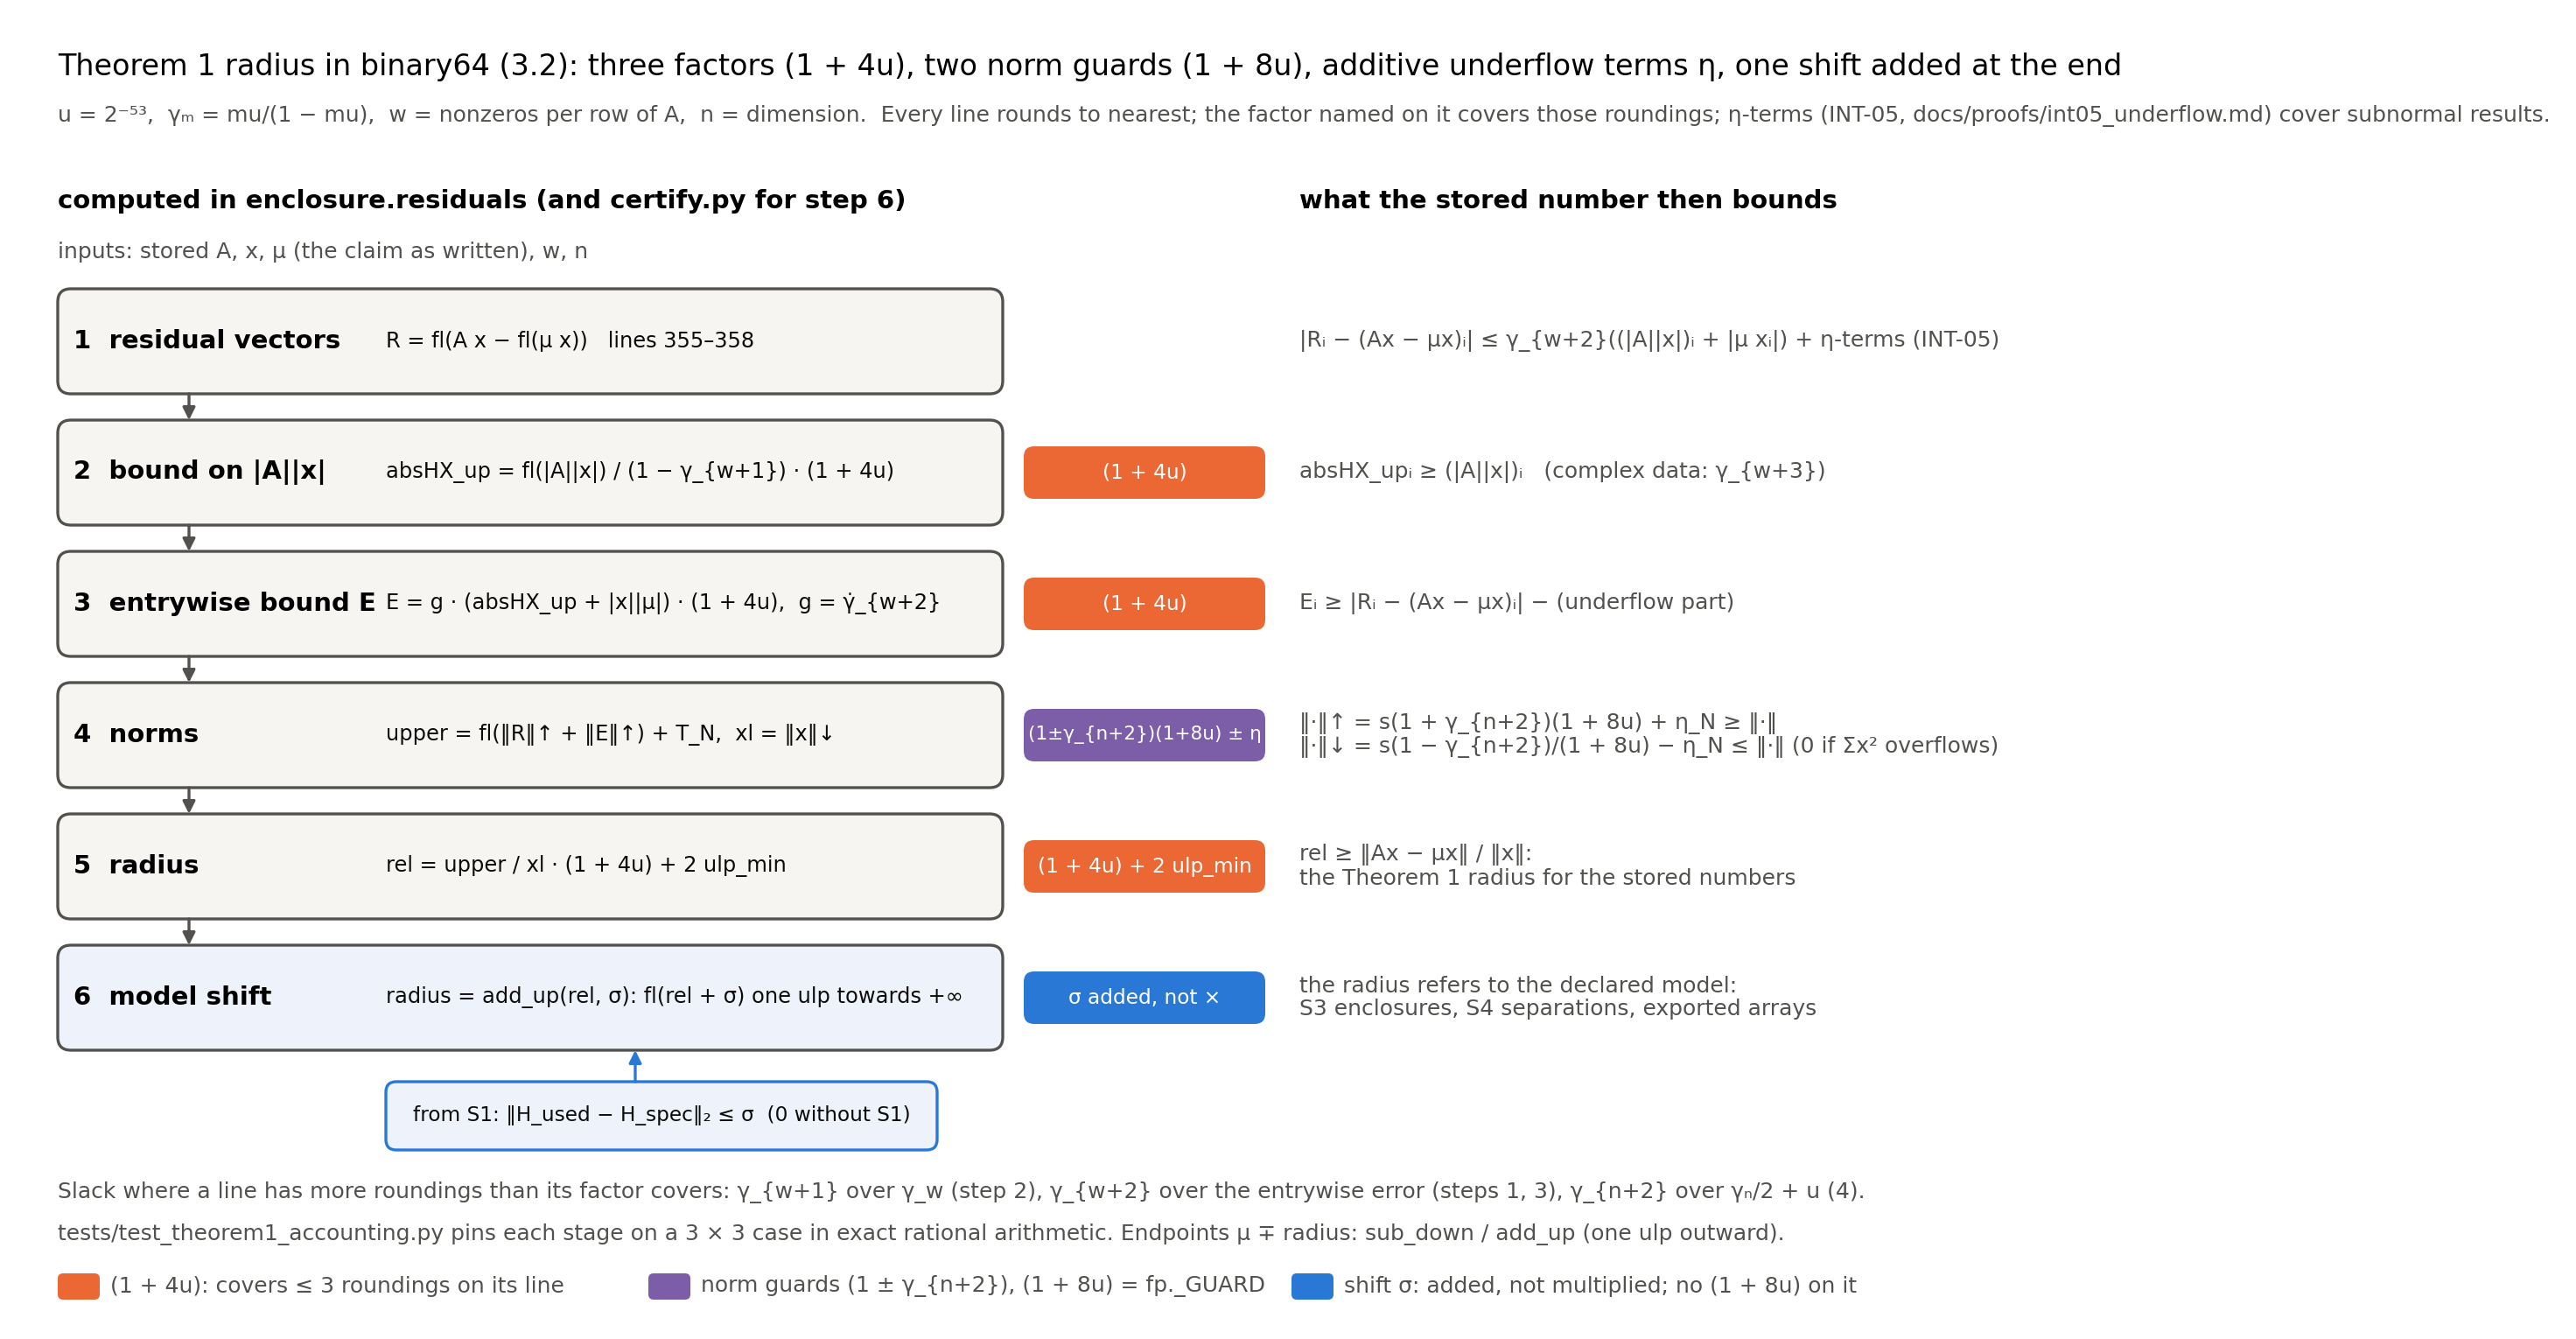 Theorem 1 radius in binary64 (3.2): three factors (1 + 4u), two norm guards (1 + 8u), additive underflow terms η, one shift added at the end
u = 2⁻⁵³,  γₘ = mu/(1 − mu),  w = nonzeros per row of A,  n = dimension.  Every line rounds to nearest; the factor named on it covers those roundings; η-terms (INT-05, docs/proofs/int05_underflow.md) cover subnormal results.
computed in enclosure.residuals (and certify.py for step 6)
what the stored number then bounds
inputs: stored A, x, μ (the claim as written), w, n
1  residual vectors   R = fl(A x − fl(μ x))   lines 355–358
|Rᵢ − (Ax − μx)ᵢ| ≤ γ_{w+2}((|A||x|)ᵢ + |μ xᵢ|) + η-terms (INT-05)
2  bound on |A||x|   absHX_up = fl(|A||x|) / (1 − γ_{w+1}) · (1 + 4u)
(1 + 4u)
absHX_upᵢ ≥ (|A||x|)ᵢ   (complex data: γ_{w+3})
3  entrywise bound E   E = g · (absHX_up + |x||μ|) · (1 + 4u),  g = γ̇_{w+2}
(1 + 4u)
Eᵢ ≥ |Rᵢ − (Ax − μx)ᵢ| − (underflow part)
4  norms   upper = fl(‖R‖↑ + ‖E‖↑) + T_N,  xl = ‖x‖↓
(1±γ_{n+2})(1+8u) ± η
‖·‖↑ = s(1 + γ_{n+2})(1 + 8u) + η_N ≥ ‖·‖
‖·‖↓ = s(1 − γ_{n+2})/(1 + 8u) − η_N ≤ ‖·‖ (0 if Σx² overflows)
5  radius   rel = upper / xl · (1 + 4u) + 2 ulp_min
(1 + 4u) + 2 ulp_min
rel ≥ ‖Ax − μx‖ / ‖x‖:
the Theorem 1 radius for the stored numbers
6  model shift   radius = add_up(rel, σ): fl(rel + σ) one ulp towards +∞
σ added, not ×
the radius refers to the declared model:
S3 enclosures, S4 separations, exported arrays
from S1: ‖H_used − H_spec‖₂ ≤ σ  (0 without S1)
Slack where a line has more roundings than its factor covers: γ_{w+1} over γ_w (step 2), γ_{w+2} over the entrywise error (steps 1, 3), γ_{n+2} over γₙ/2 + u (4).
tests/test_theorem1_accounting.py pins each stage on a 3 × 3 case in exact rational arithmetic. Endpoints μ ∓ radius: sub_down / add_up (one ulp outward).
(1 + 4u): covers ≤ 3 roundings on its line
norm guards (1 ± γ_{n+2}), (1 + 8u) = fp._GUARD
shift σ: added, not multiplied; no (1 + 8u) on it